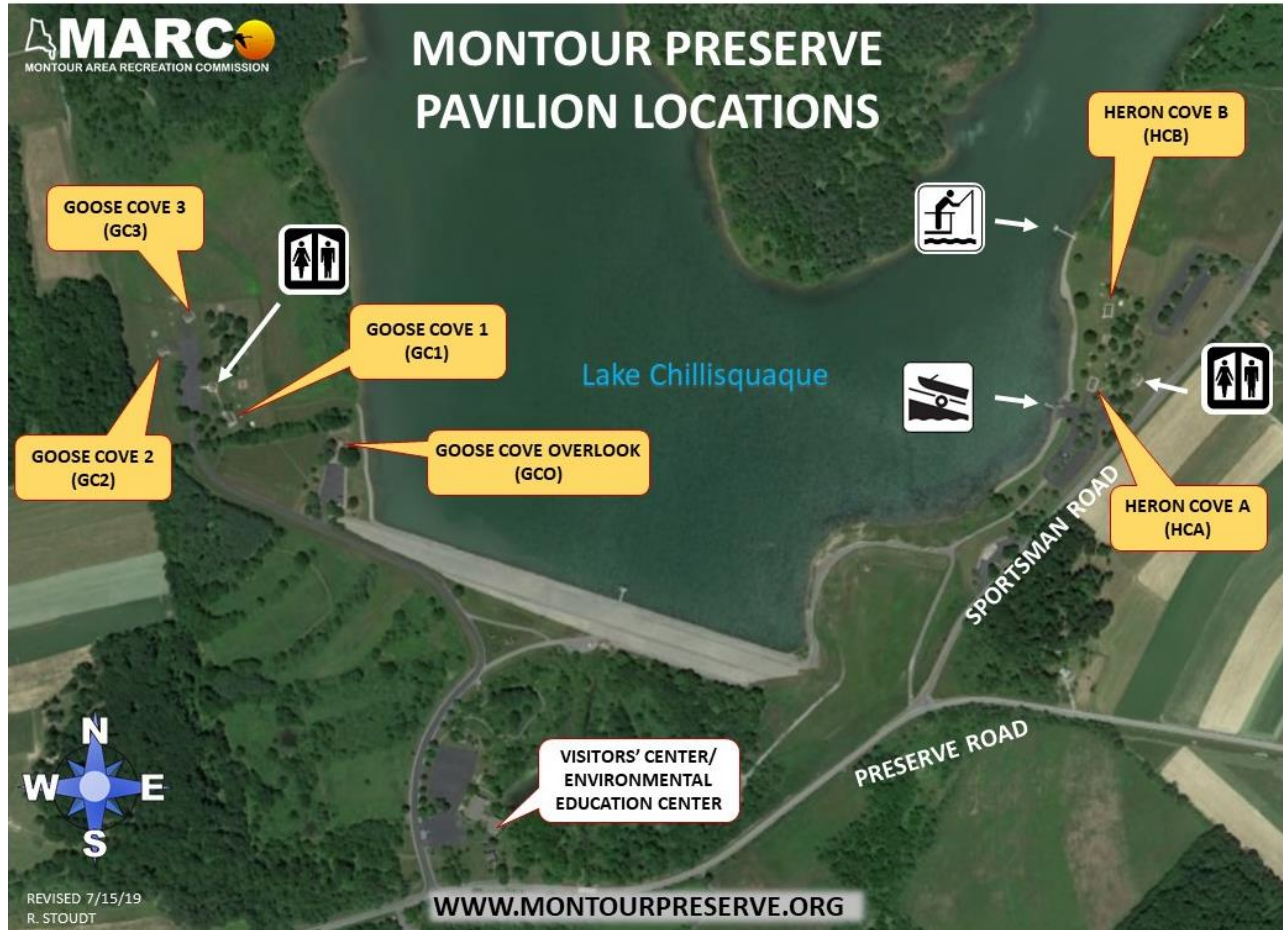 MARC
MONTOUR AREA RECREATION COMMISSION
MONTOUR PRESERVE
PAVILION LOCATIONS
HERON COVE B
(HCB)
GOOSE COVE 3
(GC3)
GOOSE COVE 1
(GC1)
Lake Chillisquaque
GOOSE COVE 2
(GC2)
GOOSE COVE OVERLOOK
(GCO)
HERON COVE A
(HCA)
SPORTSMAN ROAD
PRESERVE ROAD
VISITORS' CENTER/
ENVIRONMENTAL
EDUCATION CENTER
N
W E
S
REVISED 7/15/19
R. STOUDT
WWW.MONTOURPRESERVE.ORG